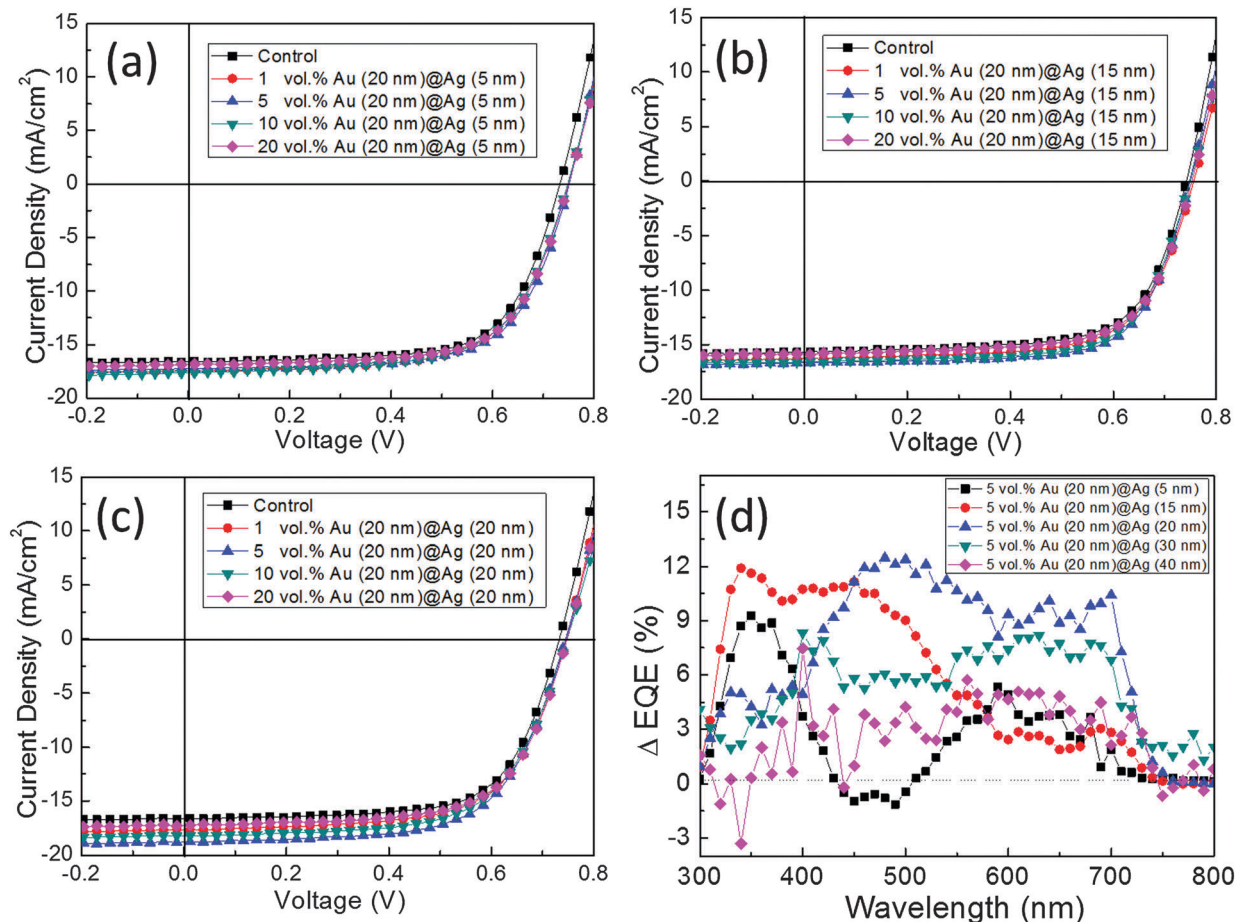 (a)
Control
1 vol.% Au (20 nm)@Ag (5 nm)
5 vol.% Au (20 nm)@Ag (5 nm)
10 vol.% Au (20 nm)@Ag (5 nm)
20 vol.% Au (20 nm)@Ag (5 nm)
Current Density (mA/cm²)
15
10
5
0
-5
-10
-15
-20
-0.2
0.0
0.2
0.4
0.6
0.8
Voltage (V)
(b)
Control
1 vol.% Au (20 nm)@Ag (15 nm)
5 vol.% Au (20 nm)@Ag (15 nm)
10 vol.% Au (20 nm)@Ag (15 nm)
20 vol.% Au (20 nm)@Ag (15 nm)
Current density (mA/cm²)
15
10
5
0
-5
-10
-15
-20
-0.2
0.0
0.2
0.4
0.6
0.8
Voltage (V)
(c)
Control
1 vol.% Au (20 nm)@Ag (20 nm)
5 vol.% Au (20 nm)@Ag (20 nm)
10 vol.% Au (20 nm)@Ag (20 nm)
20 vol.% Au (20 nm)@Ag (20 nm)
Current Density (mA/cm²)
15
10
5
0
-5
-10
-15
-20
-0.2
0.0
0.2
0.4
0.6
0.8
Voltage (V)
(d)
5 vol.% Au (20 nm)@Ag (5 nm)
5 vol.% Au (20 nm)@Ag (15 nm)
5 vol.% Au (20 nm)@Ag (20 nm)
5 vol.% Au (20 nm)@Ag (30 nm)
5 vol.% Au (20 nm)@Ag (40 nm)
Δ EQE (%)
15
12
9
6
3
0
-3
300
400
500
600
700
800
Wavelength (nm)